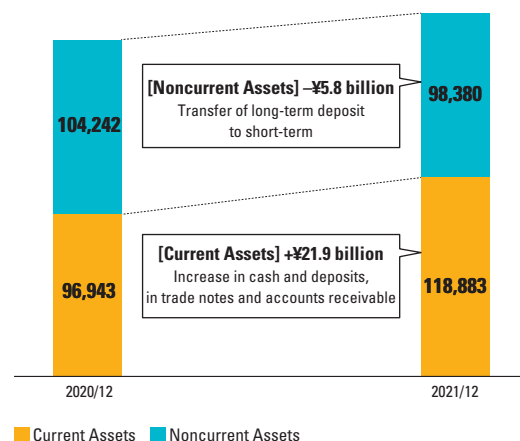 [Noncurrent Assets] –¥5.8 billion
Transfer of long-term deposit
to short-term
104,242
98,380
[Current Assets] +¥21.9 billion
Increase in cash and deposits,
in trade notes and accounts receivable
96,943
118,883
2020/12
2021/12
Current Assets
Noncurrent Assets